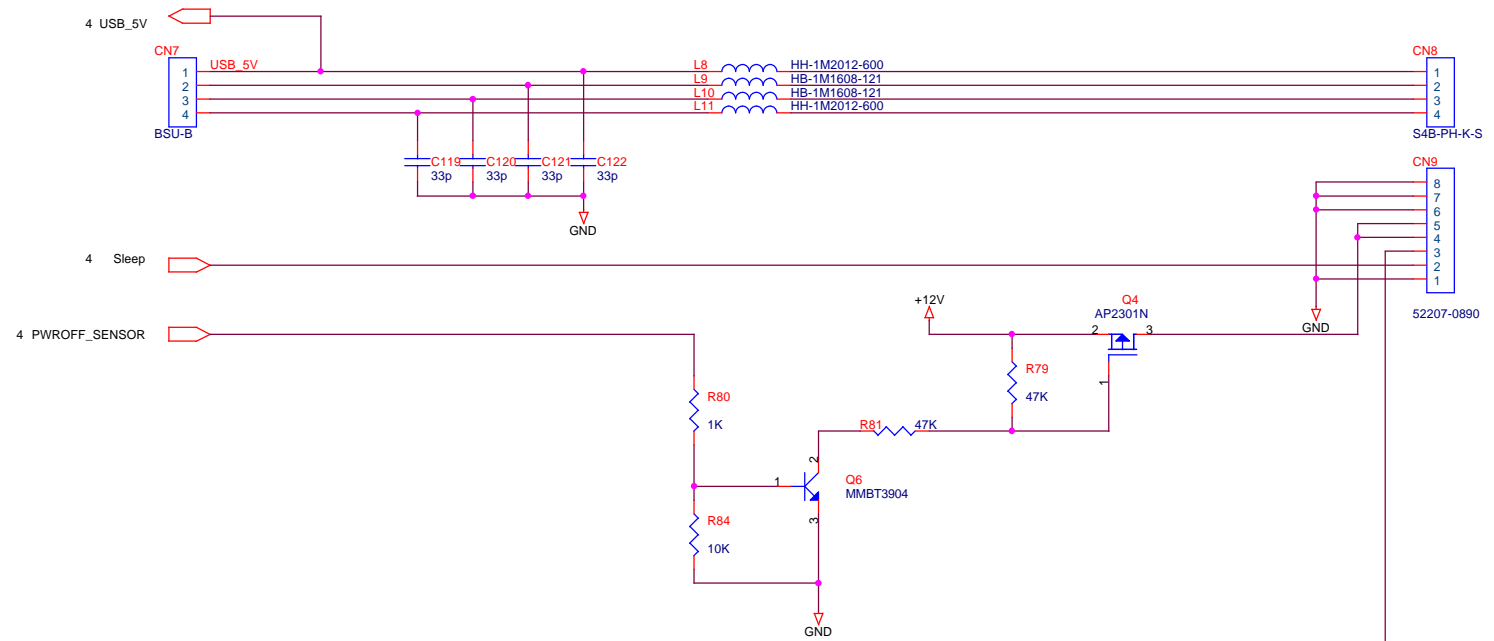 4 USB_5V
CN7
USB_5V
1
2
3
4
BSU-B
L8 HH-1M2012-600
L9 HB-1M1608-121
L10 HB-1M1608-121
L11 HH-1M2012-600
CN8
1
2
3
4
S4B-PH-K-S
C119 C120 C121 C122
33p 33p 33p 33p
GND
CN9
8
7
6
5
4
3
2
1
52207-0890
GND
4 Sleep
4 PWROFF_SENSOR
+12V
Q4
AP2301N
2 3
1
R79
47K
R80
1K
R81 47K
2
1
Q6
MMBT3904
3
R84
10K
GND